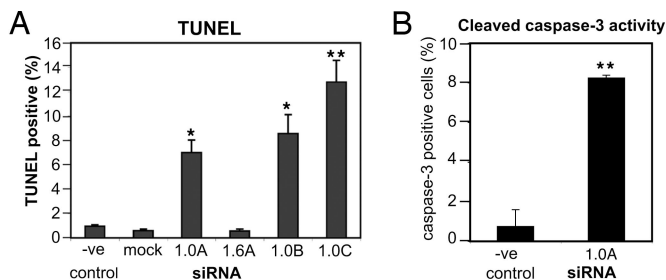 A
TUNEL
TUNEL positive (%)
16
14
12
10
8
6
4
2
0
*
*
**
-ve mock 1.0A 1.6A 1.0B 1.0C
control siRNA
B
Cleaved caspase-3 activity
caspase-3 positive cells (%)
10
8
6
4
2
0
**
-ve 1.0A
control siRNA